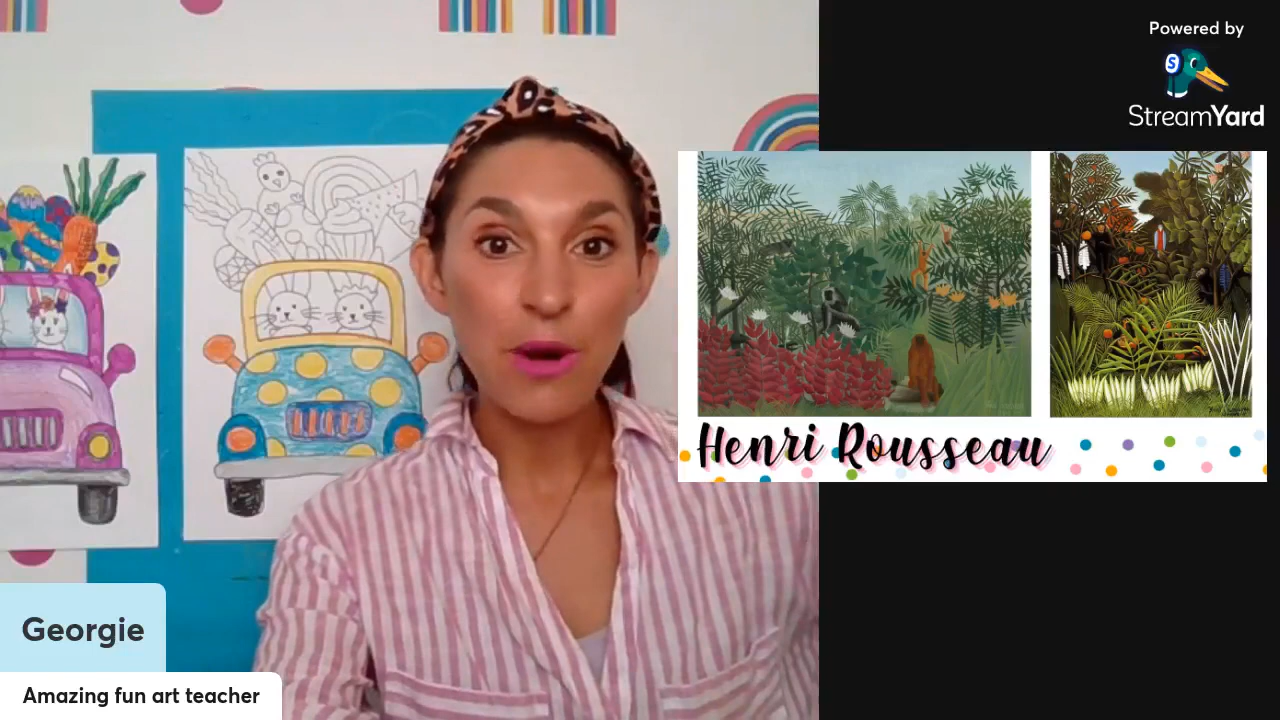 Powered by
StreamYard
Henri Rousseau
Georgie
Amazing fun art teacher